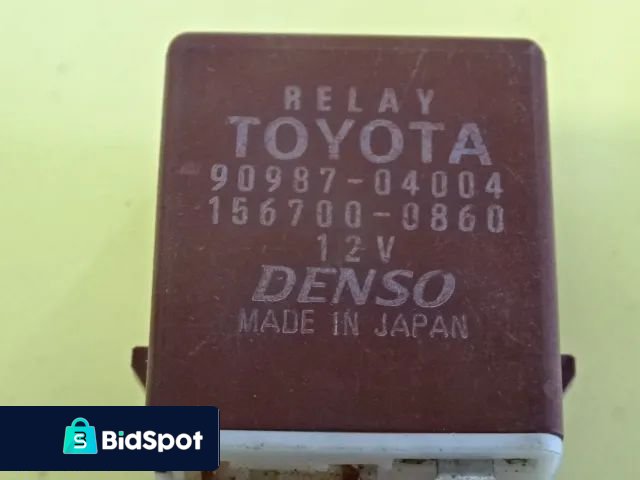 RELAY
TOYOTA
90987-04004
156700-0860
12V
DENSO
MADE IN JAPAN
BidSpot